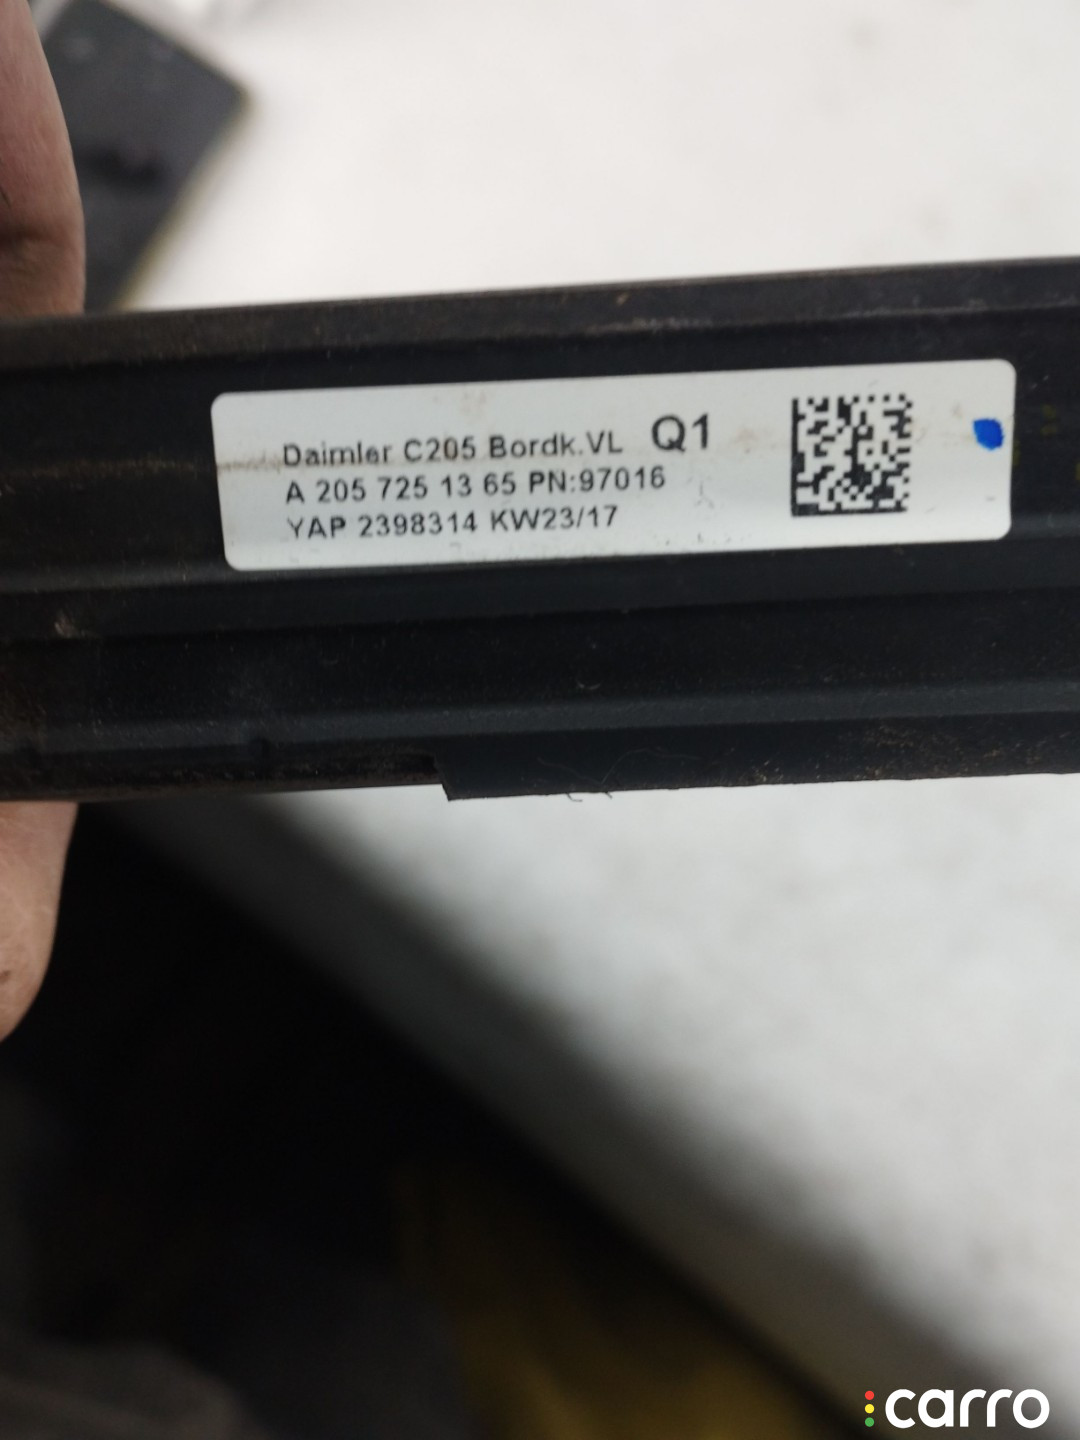 Daimler C205 Bordk.VL Q1
A 205 725 13 65 PN:97016
YAP 2398314 KW23/17
carro